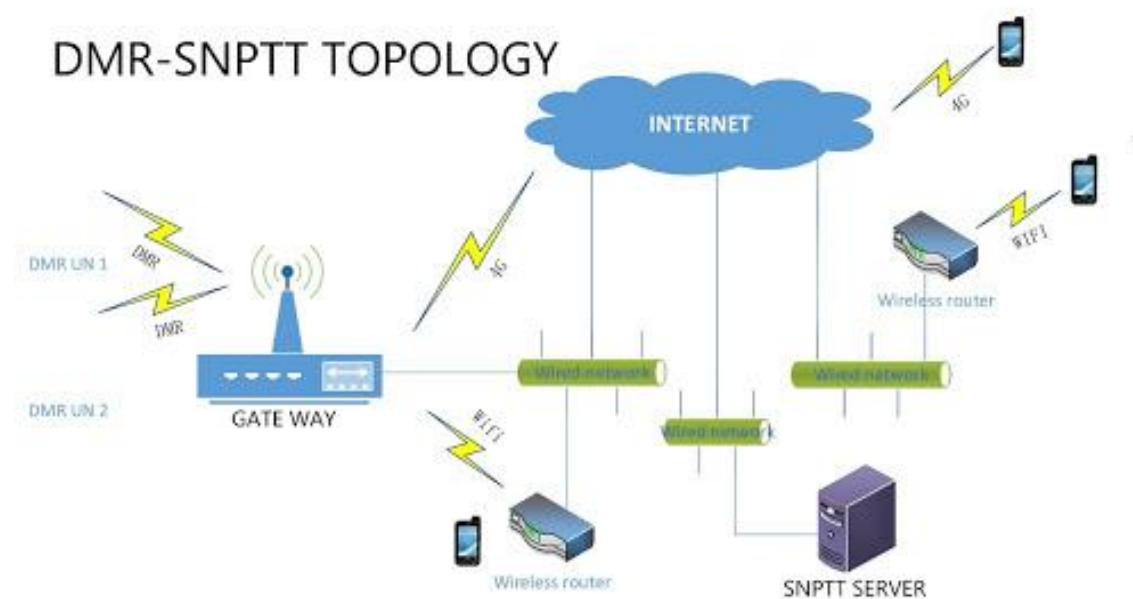 DMR-SNPTT TOPOLOGY
INTERNET
4G
WIFI
Wireless router
DMR UN 1
DMR
DMR
4G
Wired network
Wired network
DMR UN 2
GATE WAY
Wifi
Wired network
Wireless router
SNPTT SERVER